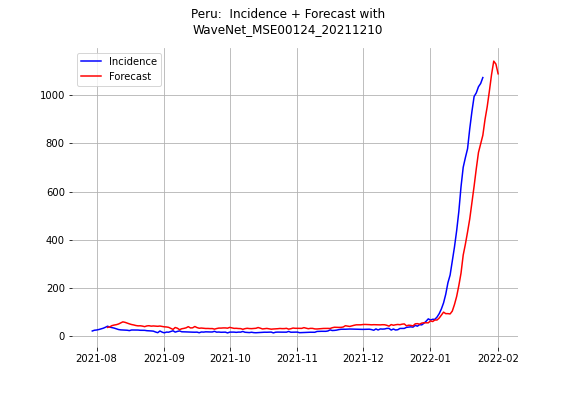 Peru:  Incidence + Forecast with
WaveNet_MSE00124_20211210
Incidence
Forecast
1000
800
600
400
200
0
2021-08 2021-09 2021-10 2021-11 2021-12 2022-01 2022-02